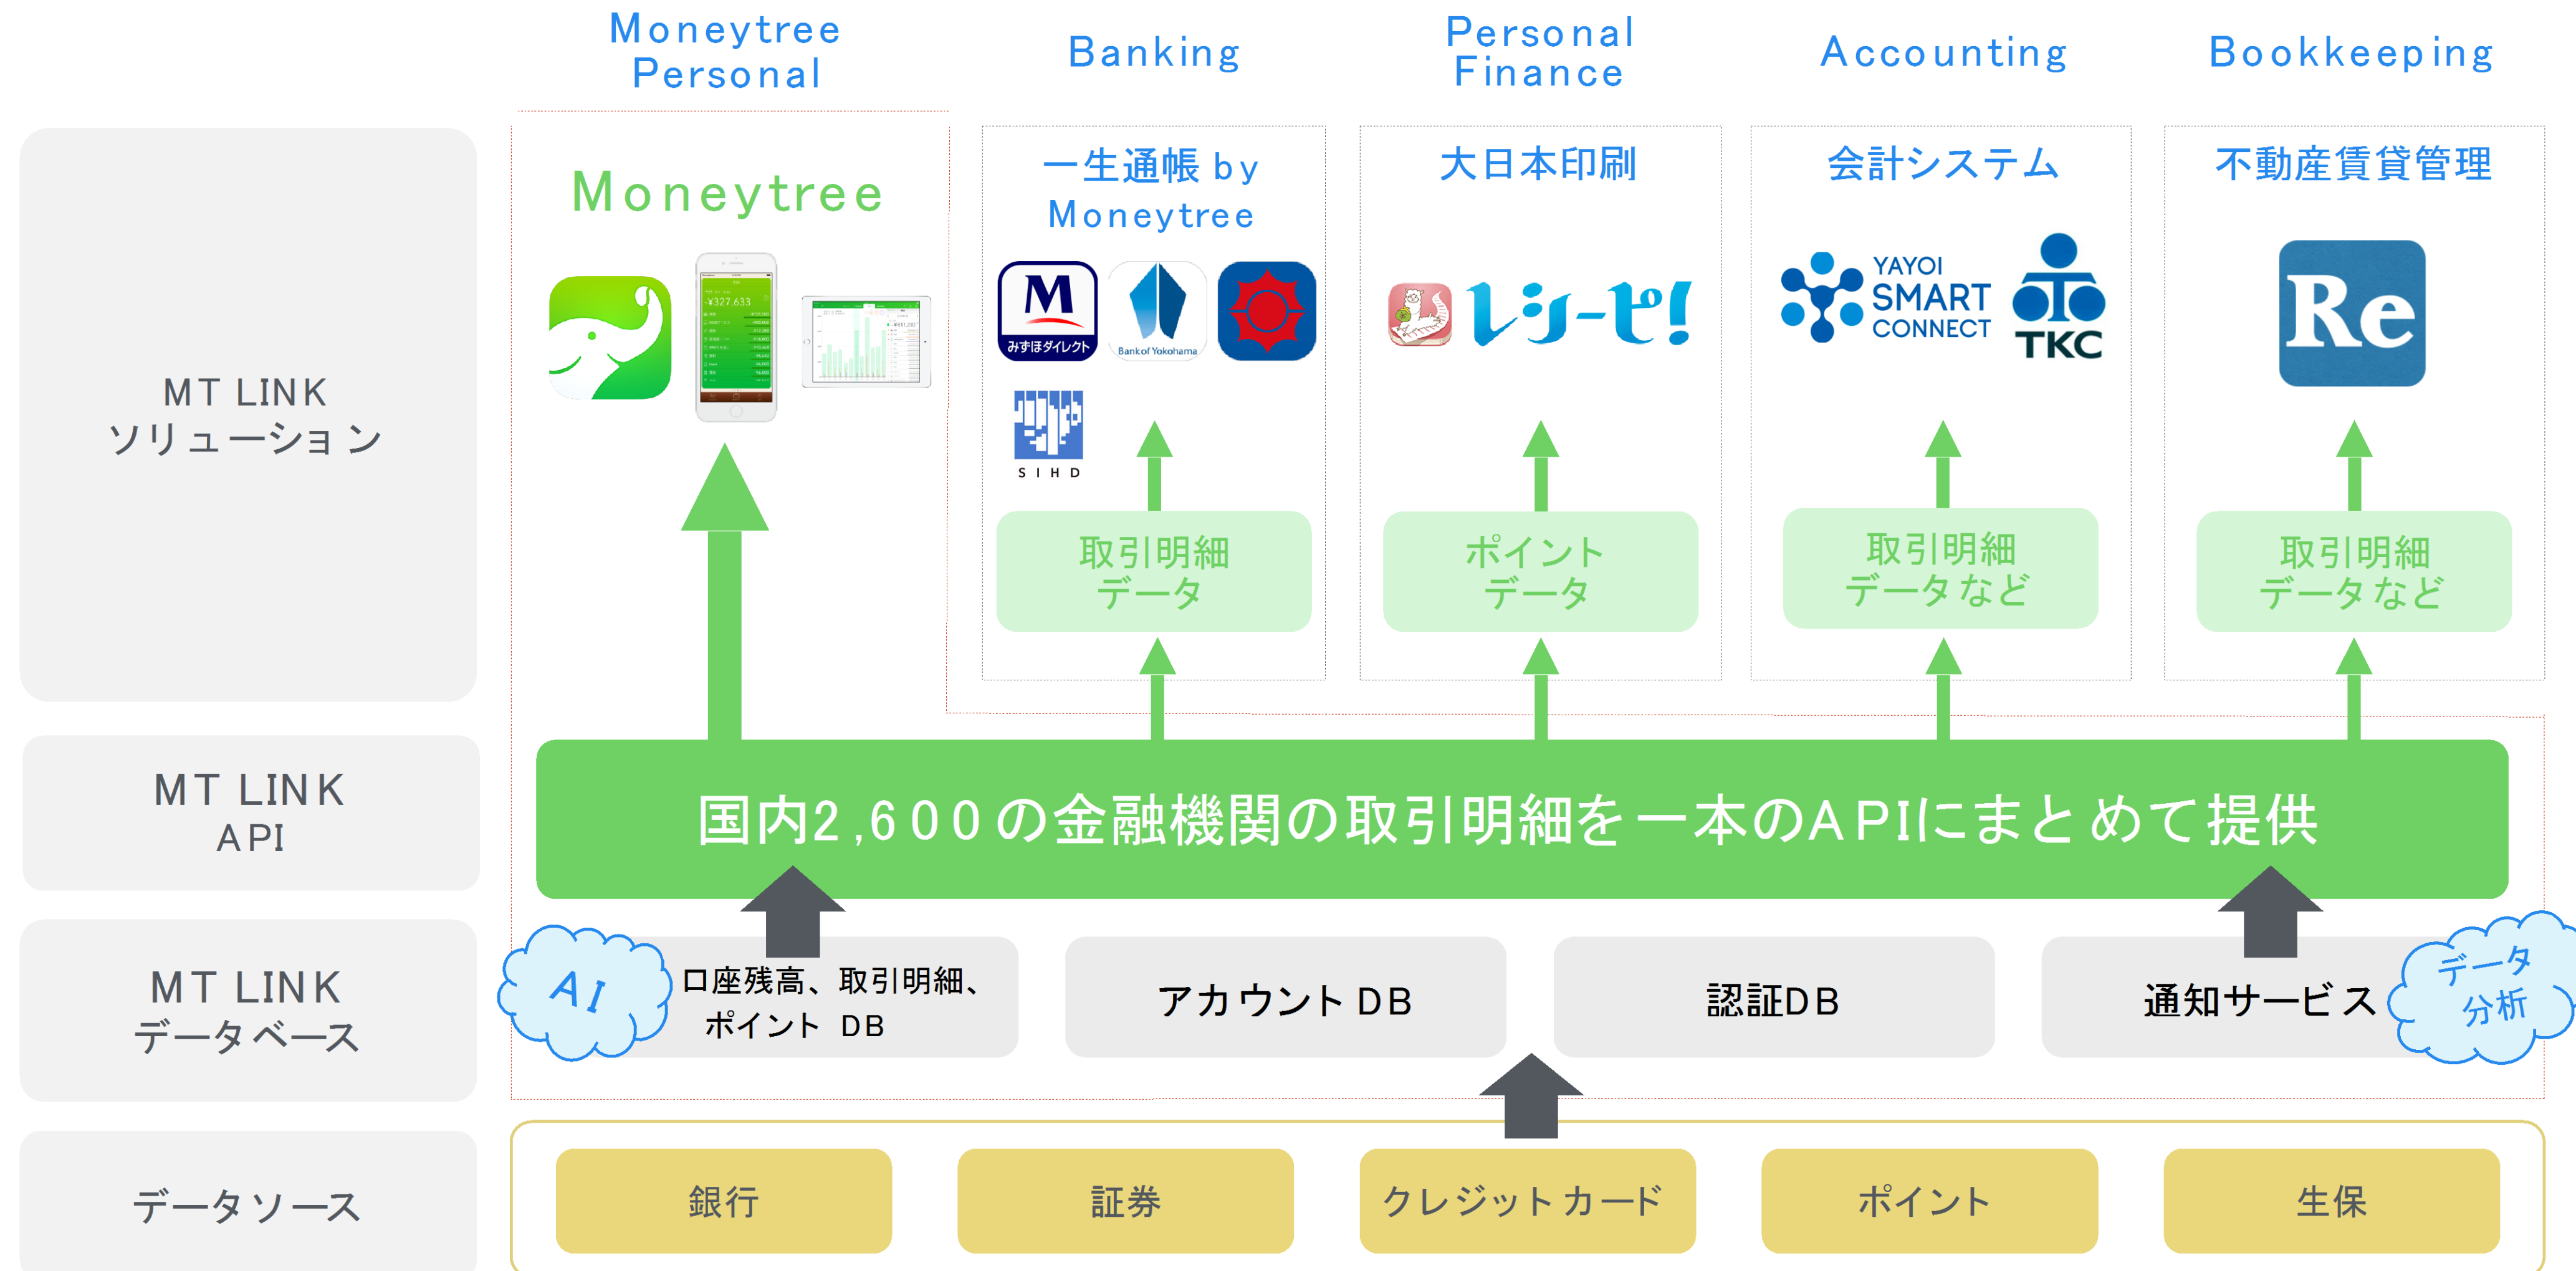 Moneytree
Personal
Banking
Personal
Finance
Accounting
Bookkeeping
MT LINK
ソリューション
Moneytree
-¥327,633
一生通帳 by
Moneytree
みずほダイレクト
Bank of Yokohama
SIHD
取引明細
データ
大日本印刷
レシーピ!
ポイント
データ
会計システム
YAYOI
SMART
CONNECT
TKC
取引明細
データなど
不動産賃貸管理
Re
取引明細
データなど
MT LINK
API
国内2,600の金融機関の取引明細を一本のAPIにまとめて提供
MT LINK
データベース
AI
口座残高、取引明細、
ポイント DB
アカウントDB
認証DB
通知サービス
データ
分析
データソース
銀行
証券
クレジットカード
ポイント
生保